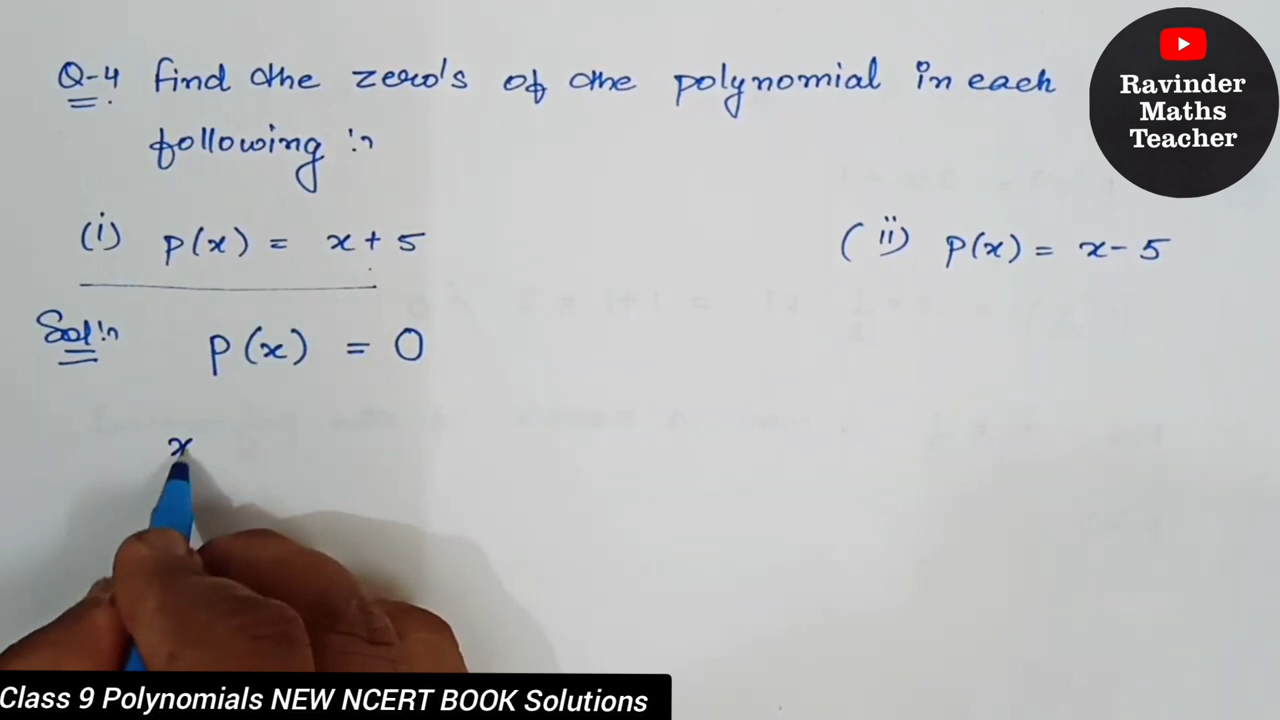 Q-4 find the zero's of the polynomial in each
following :-
(i) p(x) = x + 5
(ii) p(x) = x - 5
Sol:n p(x) = 0
x
Ravinder
Maths
Teacher
Class 9 Polynomials NEW NCERT BOOK Solutions